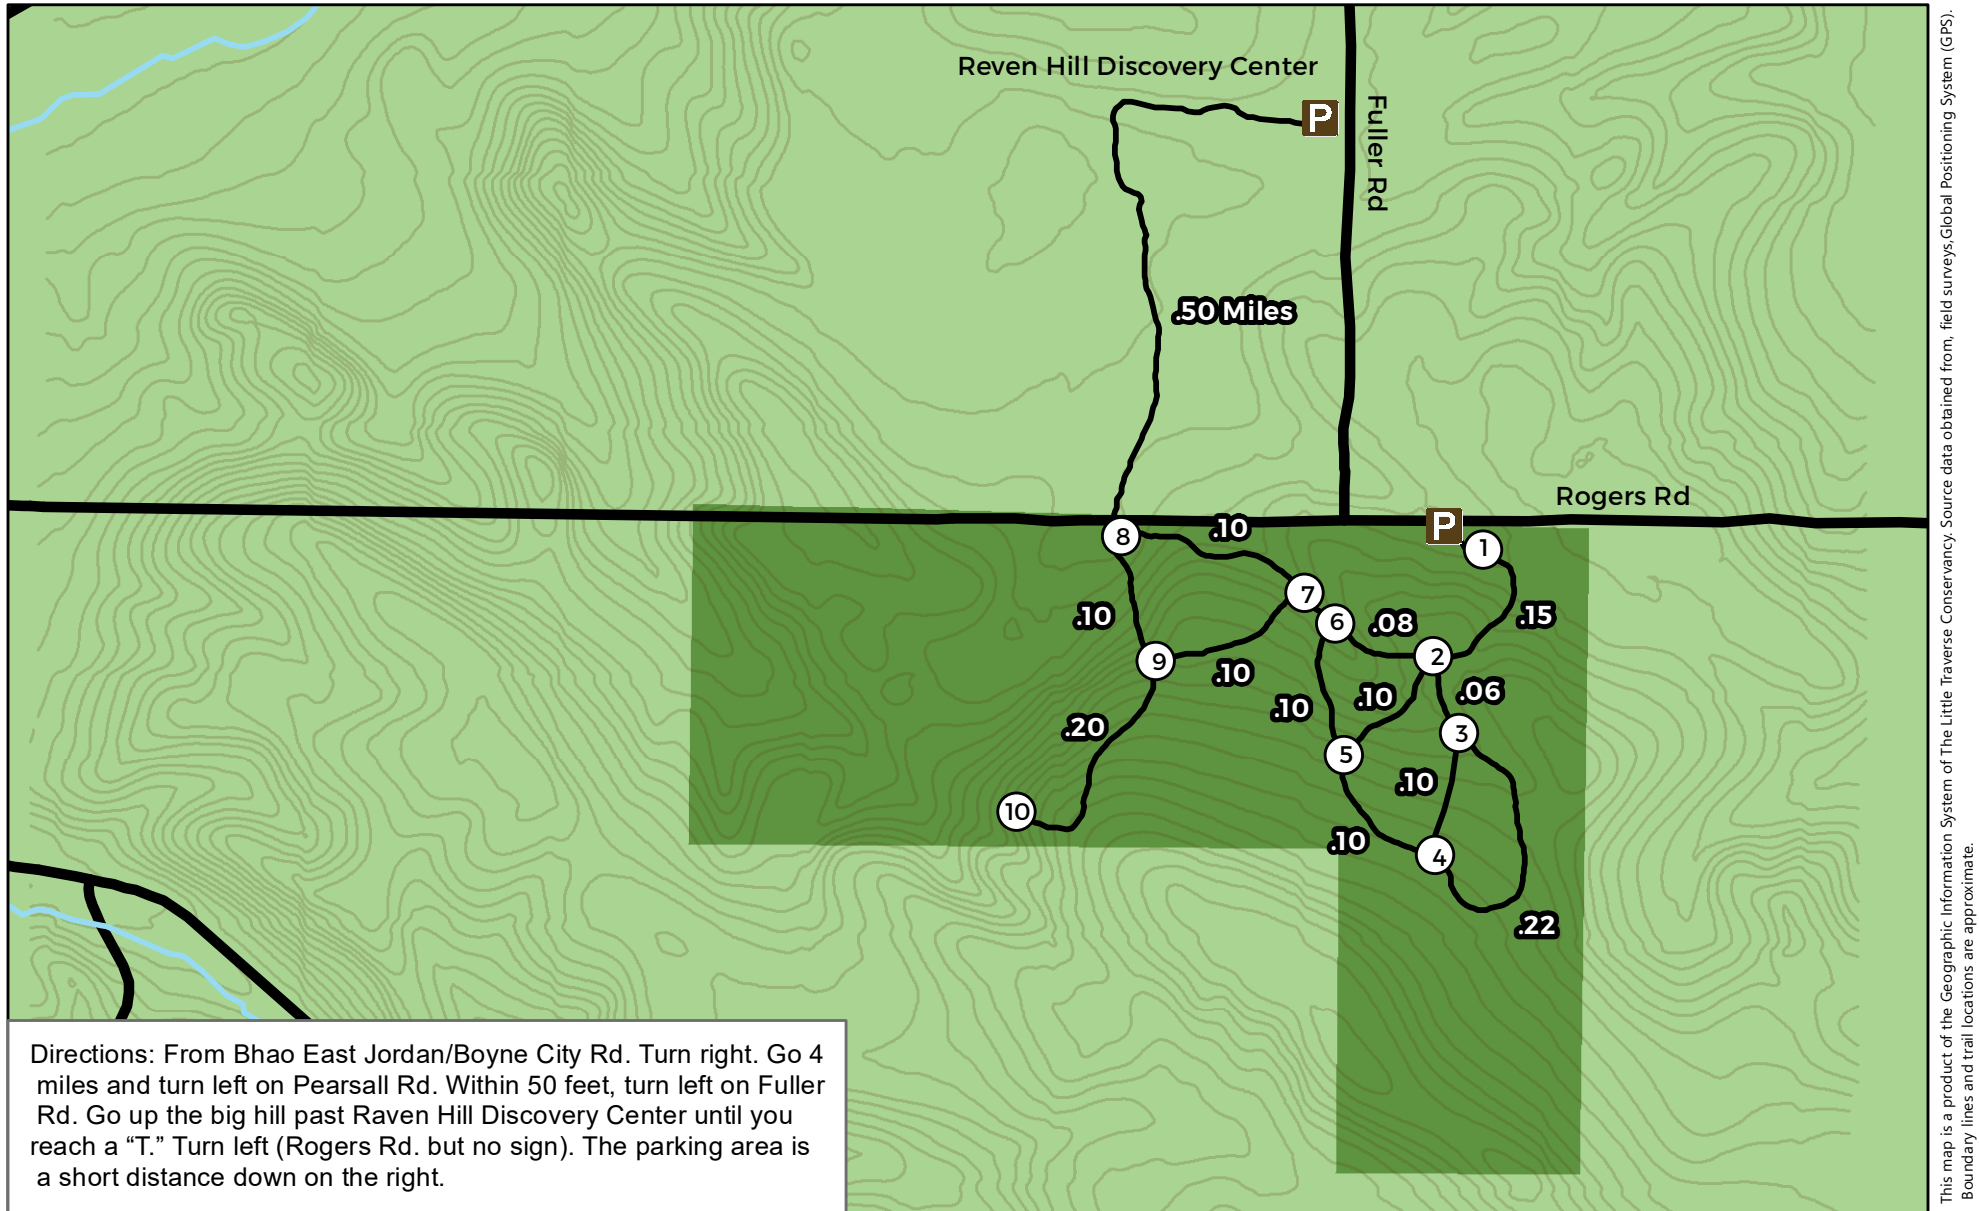 Reven Hill Discovery Center
P
Fuller Rd
.50 Miles
Rogers Rd
P
8
.10
1
7
6
.08
.15
.10
9
.10
2
.10
.10
.06
.20
5
3
.10
10
.10
4
.22
Directions: From Bhao East Jordan/Boyne City Rd. Turn right. Go 4
miles and turn left on Pearsall Rd. Within 50 feet, turn left on Fuller
Rd. Go up the big hill past Raven Hill Discovery Center until you
reach a “T.” Turn left (Rogers Rd. but no sign). The parking area is
a short distance down on the right.
This map is a product of the Geographic Information System of The Little Traverse Conservancy. Source data obtained from, field surveys,Global Positioning System (GPS).
Boundary lines and trail locations are approximate.